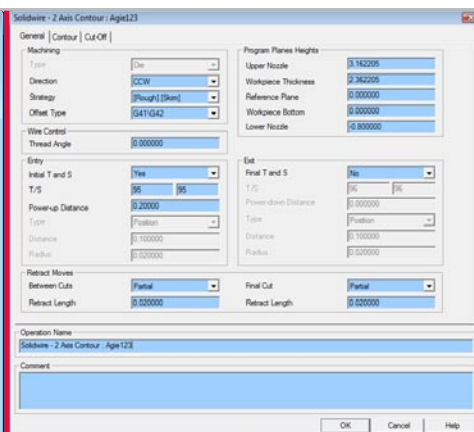 Solidwire - 2 Axis Contour : Agie123
General Contour Cut-Off
Machining
Type Die
Direction CCW
Strategy [Rough] [Skim]
Offset Type G41\G42
Wire Control
Thread Angle 0.000000
Entry
Initial T and S Yes
T/S 95 95
Power-up Distance 0.20000
Type Position
Distance 0.100000
Radius 0.020000
Program Planes Heights
Upper Nozzle 3.162205
Workpiece Thickness 2.362205
Reference Plane 0.000000
Workpiece Bottom 0.000000
Lower Nozzle -0.800000
Exit
Final T and S No
T/S 96 96
Power-down Distance 0.000000
Type Position
Distance 0.100000
Radius 0.020000
Retract Moves
Between Cuts Partial Final Cut Partial
Retract Length 0.020000 Retract Length 0.020000
Operation Name
Solidwire - 2 Axis Contour : Agie123
Comment
OK Cancel Help